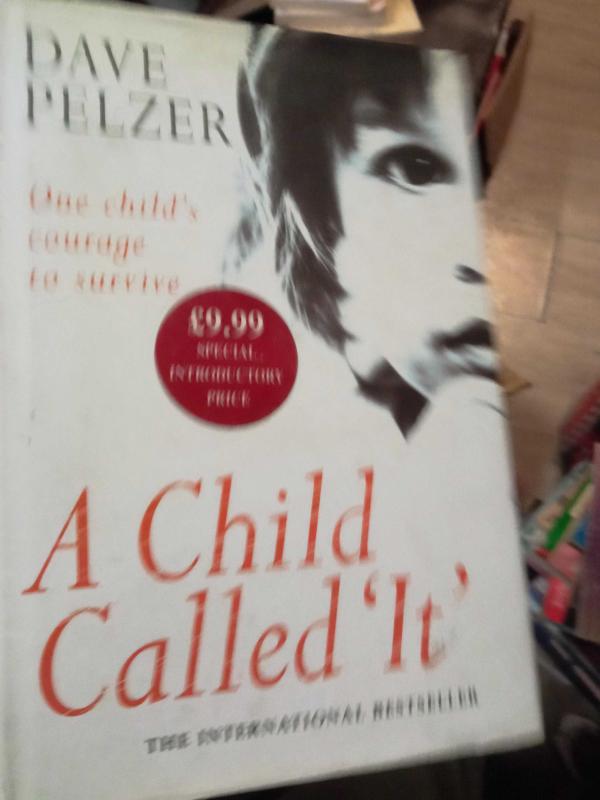 DAVE
PELZER
One child's
courage
to survive
£9.99
SPECIAL
INTRODUCTORY
PRICE
A Child
Called 'It'
THE INTERNATIONAL BESTSELLER